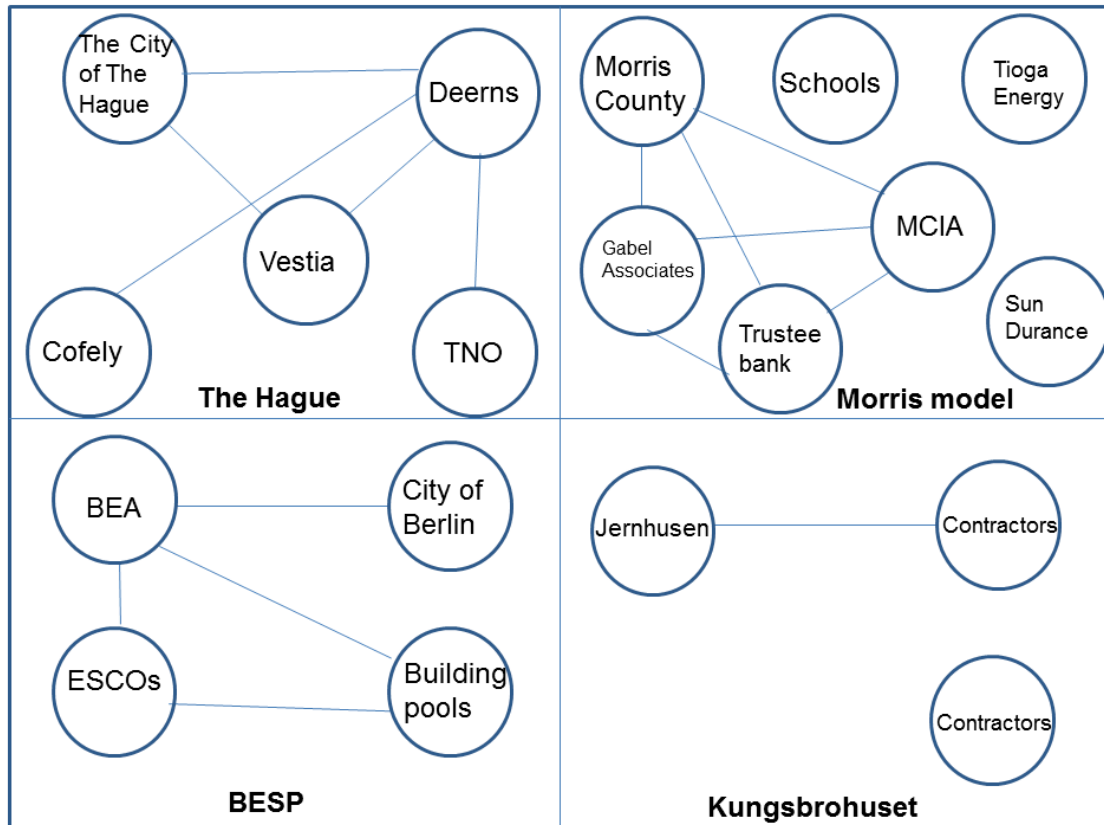 The City
of The
Hague
Deerns
Vestia
Cofely
TNO
The Hague
Morris
County
Schools
Tioga
Energy
MCIA
Gabel
Associates
Trustee
bank
Sun
Durance
Morris model
BEA
City of
Berlin
ESCOs
Building
pools
BESP
Jernhusen
Contractors
Contractors
Kungsbrohuset